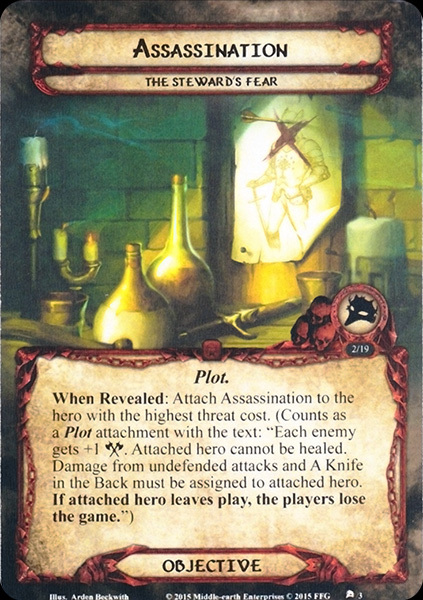 ASSASSINATION
THE STEWARD'S FEAR
2/19
Plot.
When Revealed: Attach Assassination to the
hero with the highest threat cost. (Counts as
a Plot attachment with the text: “Each enemy
gets +1 . Attached hero cannot be healed.
Damage from undefended attacks and A Knife
in the Back must be assigned to attached hero.
If attached hero leaves play, the players lose
the game.”)
OBJECTIVE
Illus. Arden Beckwith © 2015 Middle-earth Enterprises © 2015 FFG 3